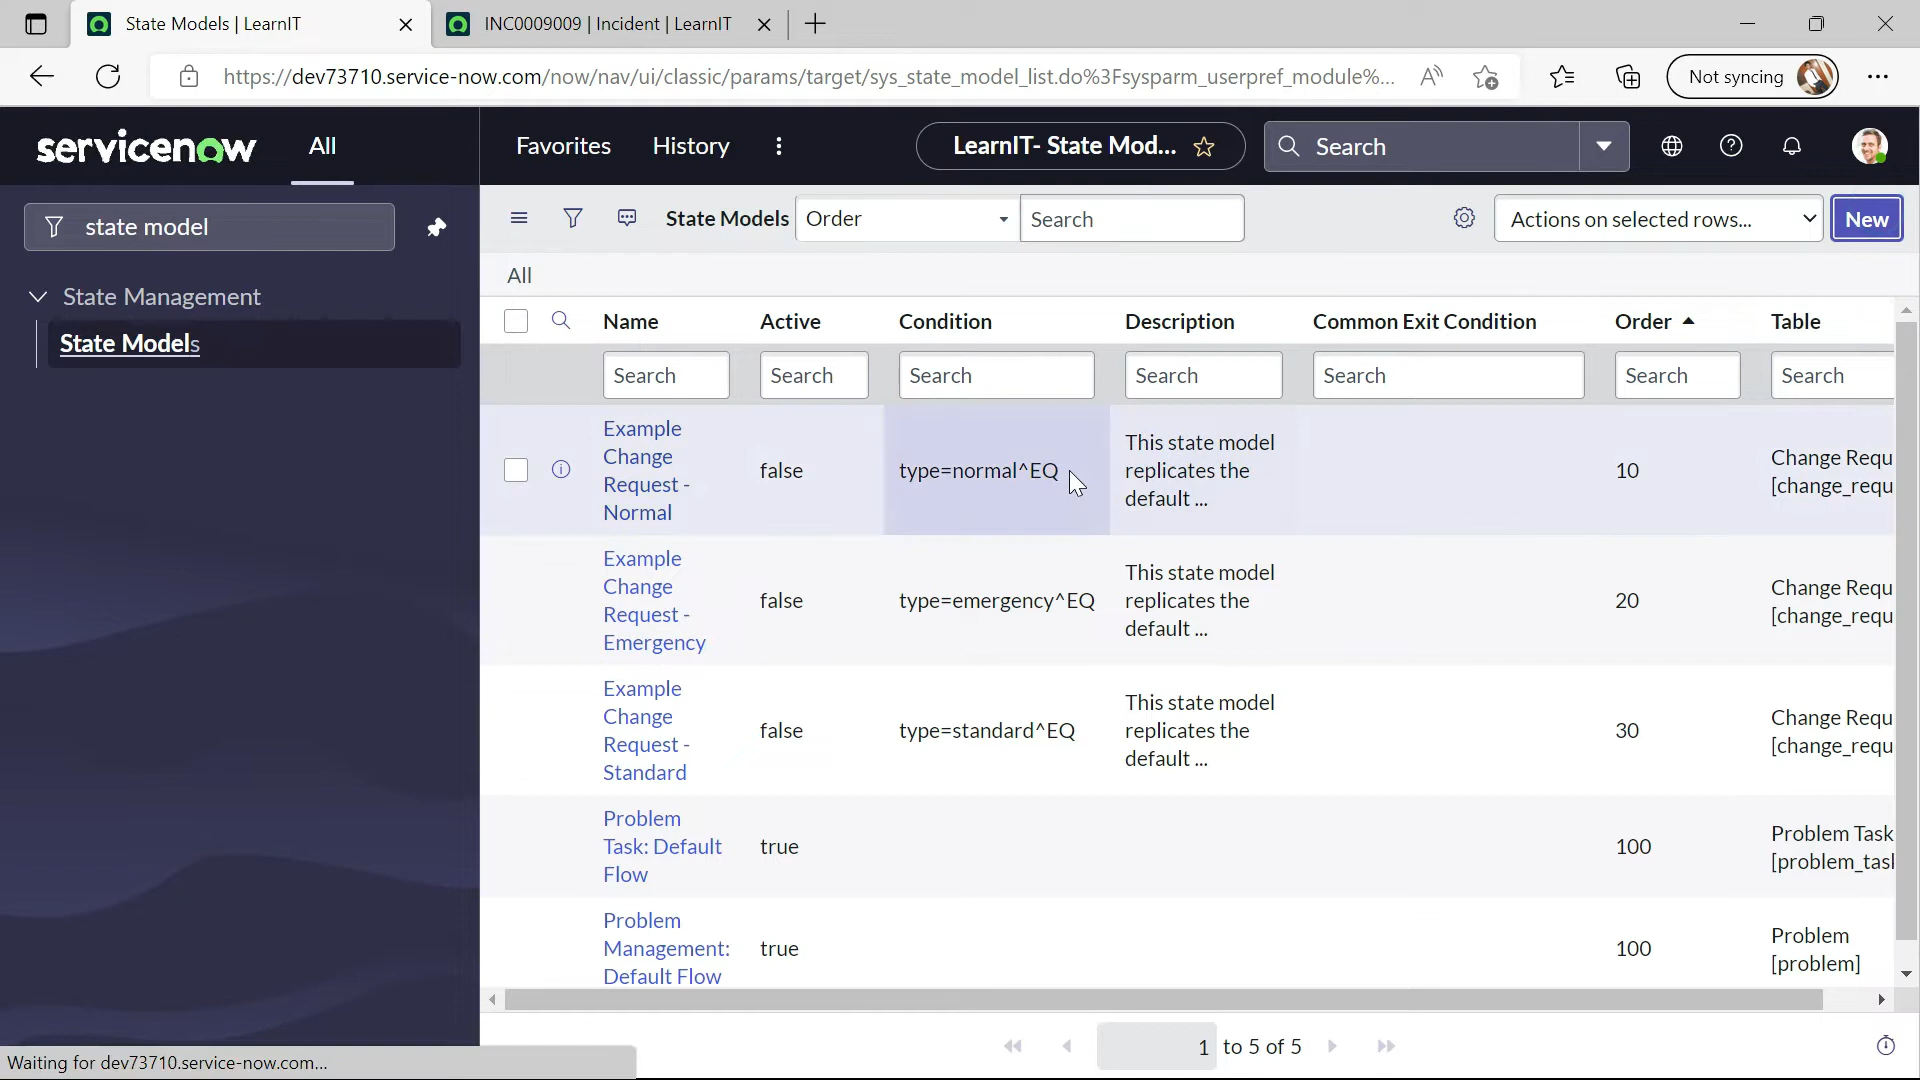 State Models | LearnIT
INC0009009 | Incident | LearnIT
https://dev73710.service-now.com/now/nav/ui/classic/params/target/sys_state_model_list.do%3Fsysparm_userpref_module%...
Not syncing
servicenow
All
Favorites
History
LearnIT- State Mod...
Search
state model
State Models
Order
Search
Actions on selected rows...
New
State Management
State Models
All
Name
Active
Condition
Description
Common Exit Condition
Order
Table
Search
Search
Search
Search
Search
Search
Search
Example
Change
Request -
Normal
false
type=normal^EQ
This state model
replicates the
default ...
10
Change Requ
[change_requ
Example
Change
Request -
Emergency
false
type=emergency^EQ
This state model
replicates the
default ...
20
Change Requ
[change_requ
Example
Change
Request -
Standard
false
type=standard^EQ
This state model
replicates the
default ...
30
Change Requ
[change_requ
Problem
Task: Default
Flow
true
100
Problem Task
[problem_task
Problem
Management:
Default Flow
true
100
Problem
[problem]
1 to 5 of 5
Waiting for dev73710.service-now.com...